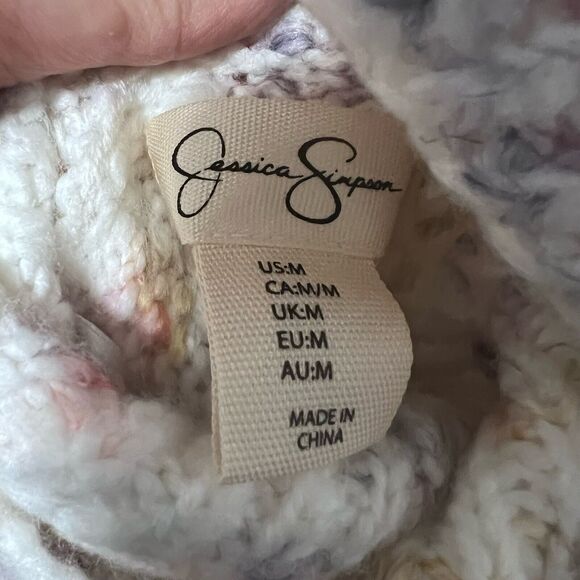 Jessica Simpson
US:M
CA:M/M
UK:M
EU:M
AU:M
MADE IN
CHINA